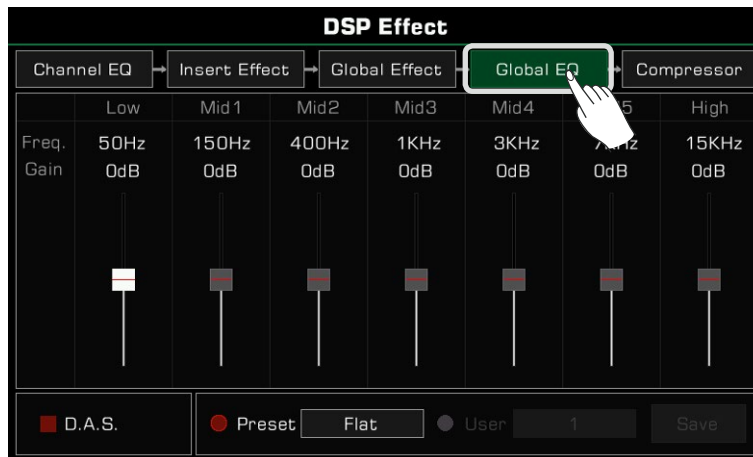 DSP Effect
Channel EQ Insert Effect Global Effect Global EQ Compressor
Low Mid1 Mid2 Mid3 Mid4 High
Freq. 50Hz 150Hz 400Hz 1KHz 3KHz 15KHz
Gain 0dB 0dB 0dB 0dB 0dB 0dB 0dB
D.A.S. Preset Flat User 1 Save